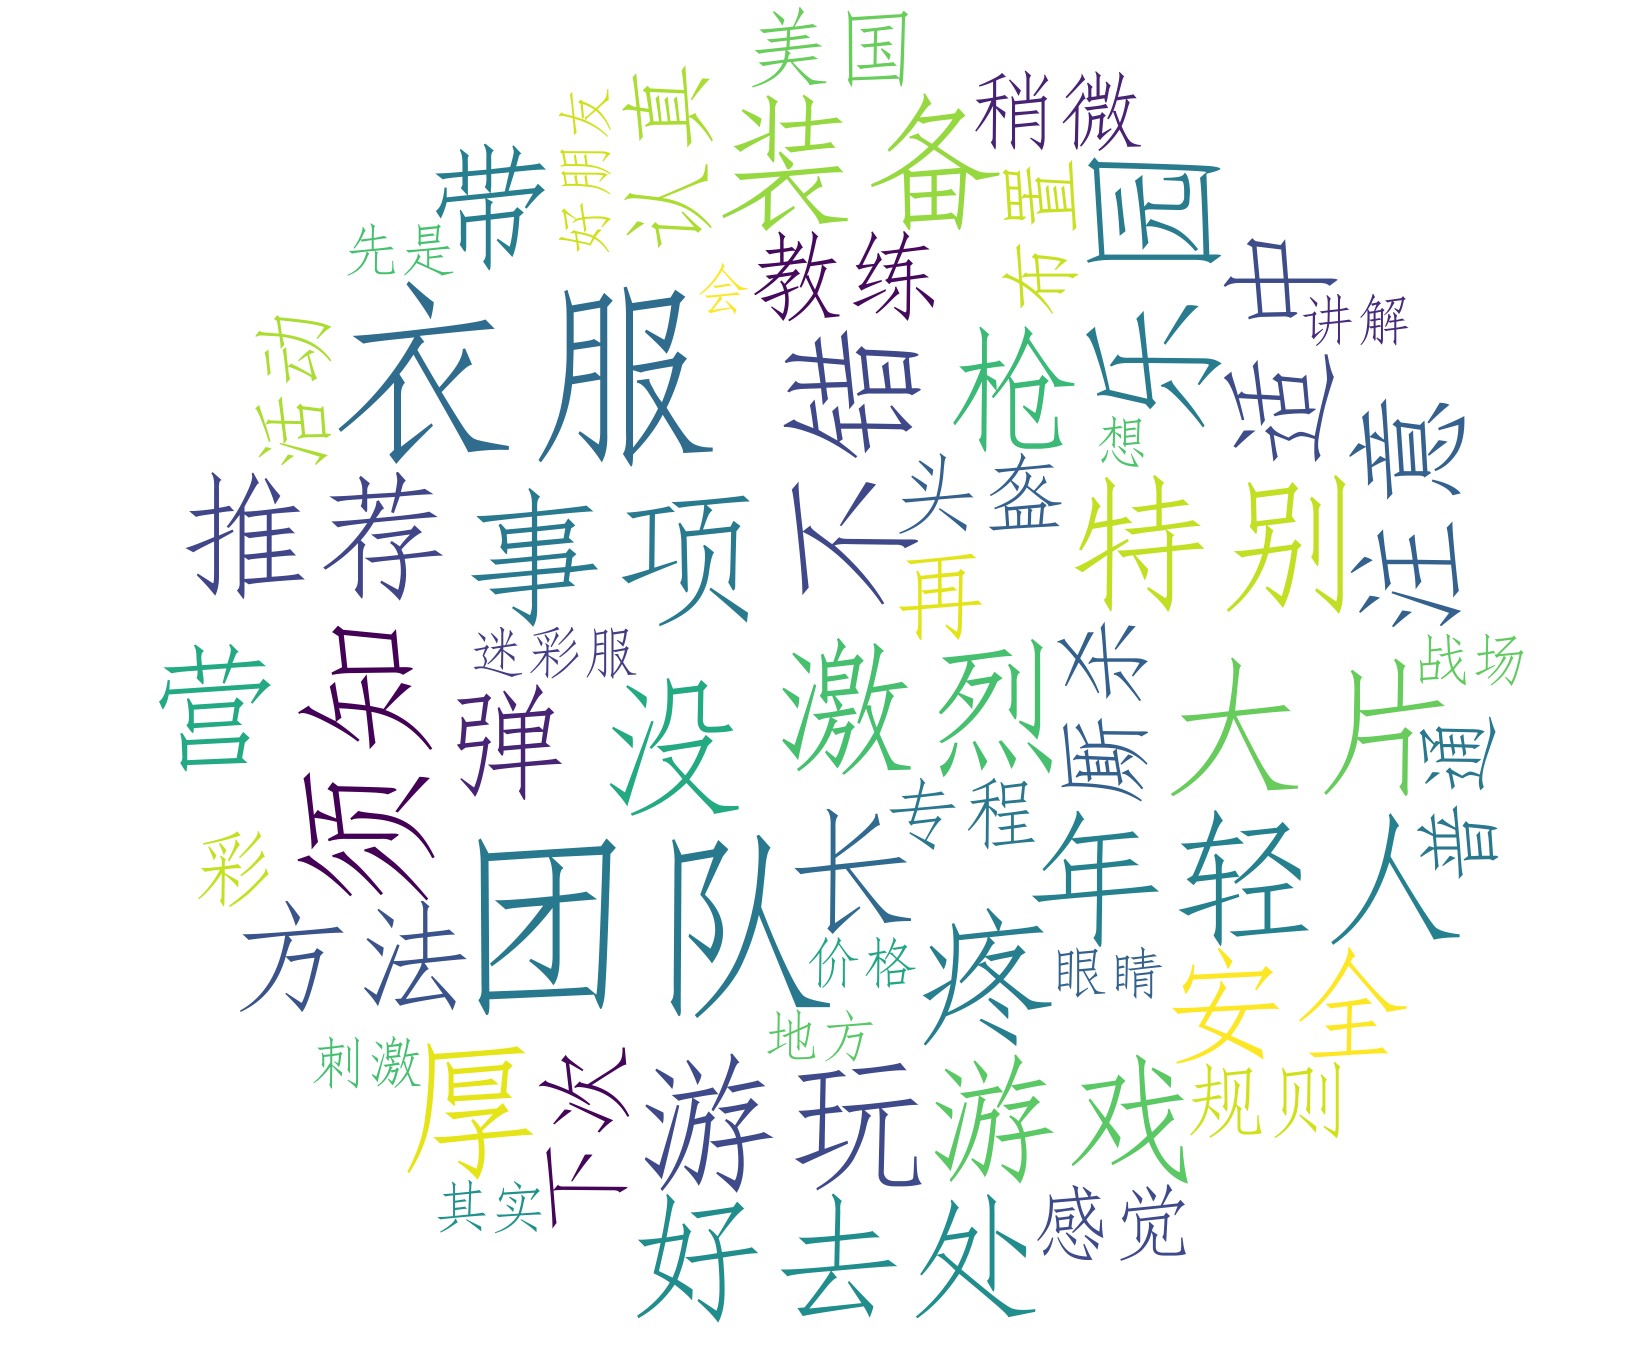 美国
好朋友
认真
装备
稍微
带
布置
乐园
先是
会
教练
适中
讲解
活动
衣服
不错
枪
想
注意
推荐
事项
头盔
特别
再
须知
迷彩服
厮杀
战场
营
弹
没
激烈
大片
普通
彩
专程
方法
团队
长
年轻人
价格
疼
眼睛
安全
刺激
厚
下次
地方
游玩
游戏
规则
其实
好去处
感觉